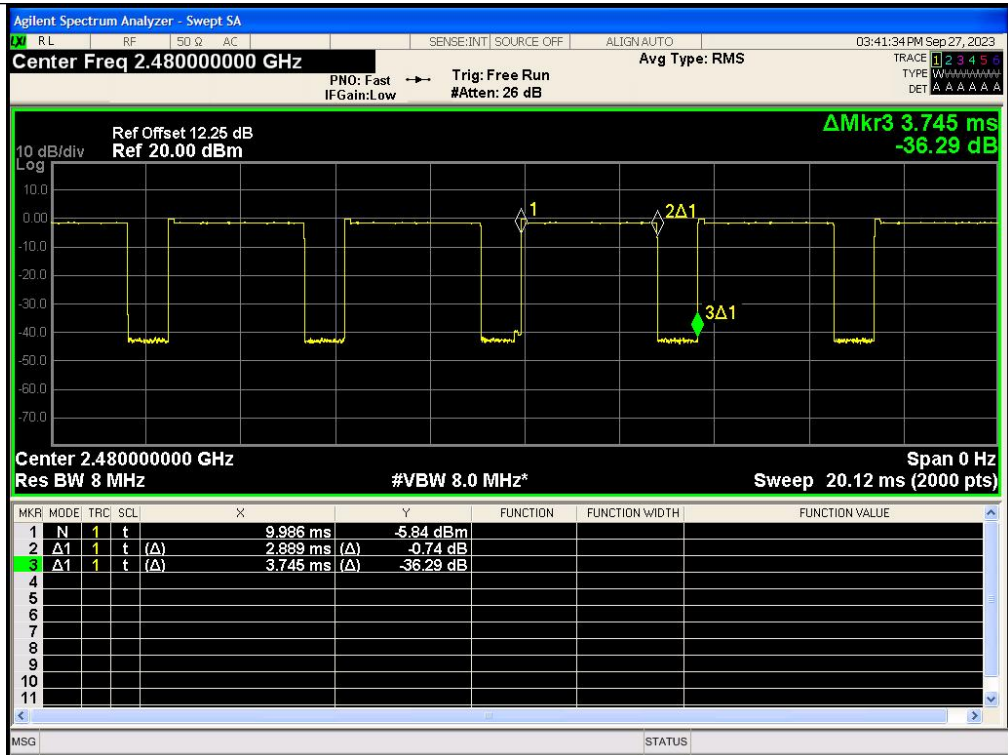 Agilent Spectrum Analyzer - Swept SA
LXI RL RF 50 Ω AC SENSE:INT SOURCE OFF ALIGN AUTO 03:41:34 PM Sep 27, 2023
Center Freq 2.480000000 GHz Avg Type: RMS TRACE 1 2 3 4 5 6
PNO: Fast Trig: Free Run TYPE WWWWWW
IFGain:Low #Atten: 26 dB DET A A A A A A
ΔMkr3 3.745 ms
-36.29 dB
Ref Offset 12.25 dB
10 dB/div Ref 20.00 dBm
Log
10.0
0.00
-10.0
-20.0
-30.0
-40.0
-50.0
-60.0
-70.0
1
2Δ1
3Δ1
Center 2.480000000 GHz Span 0 Hz
Res BW 8 MHz #VBW 8.0 MHz* Sweep 20.12 ms (2000 pts)
MKR MODE TRC SCL X Y FUNCTION FUNCTION WIDTH FUNCTION VALUE
1 N 1 t 9.986 ms -5.84 dBm
2 Δ1 1 t (Δ) 2.889 ms (Δ) -0.74 dB
3 Δ1 1 t (Δ) 3.745 ms (Δ) -36.29 dB
4
5
6
7
8
9
10
11
MSG STATUS